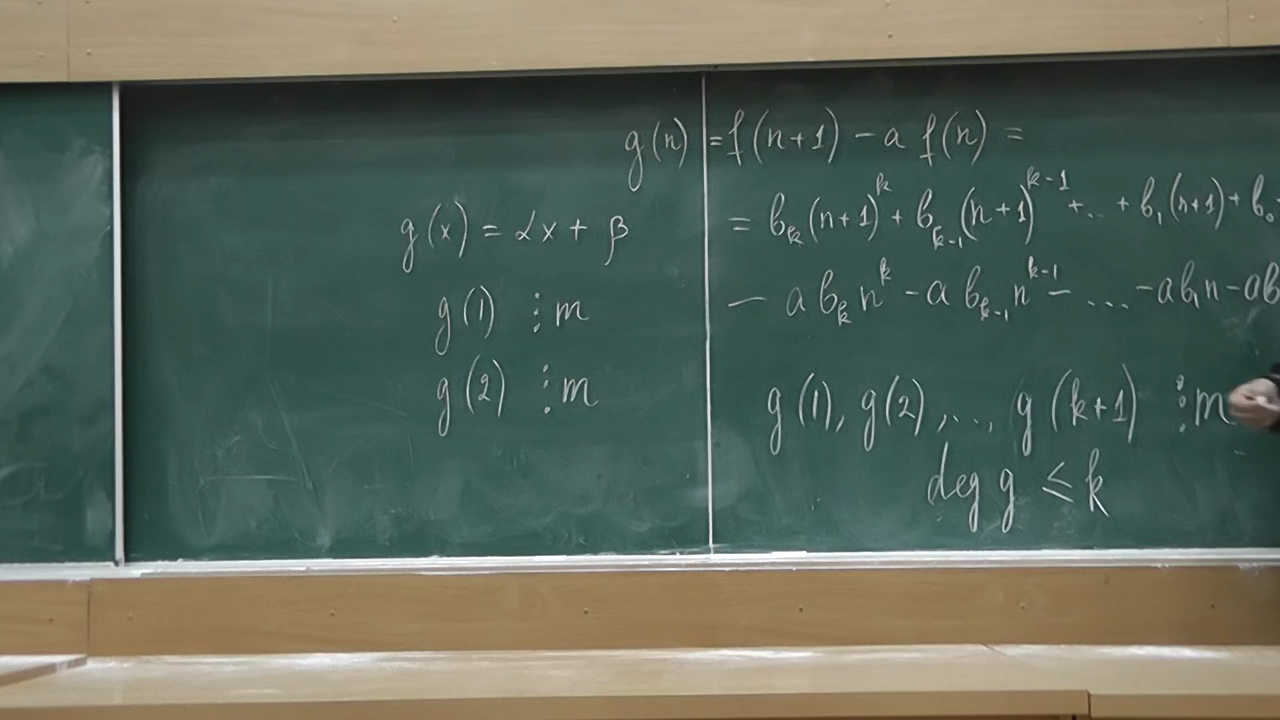 g(n) = f(n+1) - a f(n) =
= b_k (n+1)^k + b_{k-1} (n+1)^{k-1} + .. + b_1 (n+1) + b_0
- a b_k n^k - a b_{k-1} n^{k-1} - .... - a b_1 n - a b
g(x) = αx + β
g(1) ⋮ m
g(2) ⋮ m
g(1), g(2), ..., g(k+1) ⋮ m
deg g ≤ k